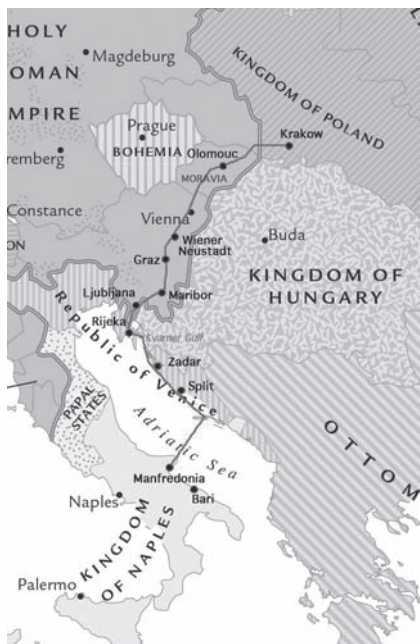 HOLY
OMAN
MPIRE
Magdeburg
KINGDOM OF POLAND
Prague
BOHEMIA
Krakow
remberg
Olomouc
MORAVIA
Constance
Vienna
ON
Wiener
Neustadt
Buda
Graz
KINGDOM OF
HUNGARY
Ljubljana
Maribor
Rijeka
Kvarner Gulf
Republic of Venice
Zadar
Split
PAPAL
STATES
Adriatic Sea
OTTOM
Manfredonia
Bari
Naples
KINGDOM
OF NAPLES
Palermo